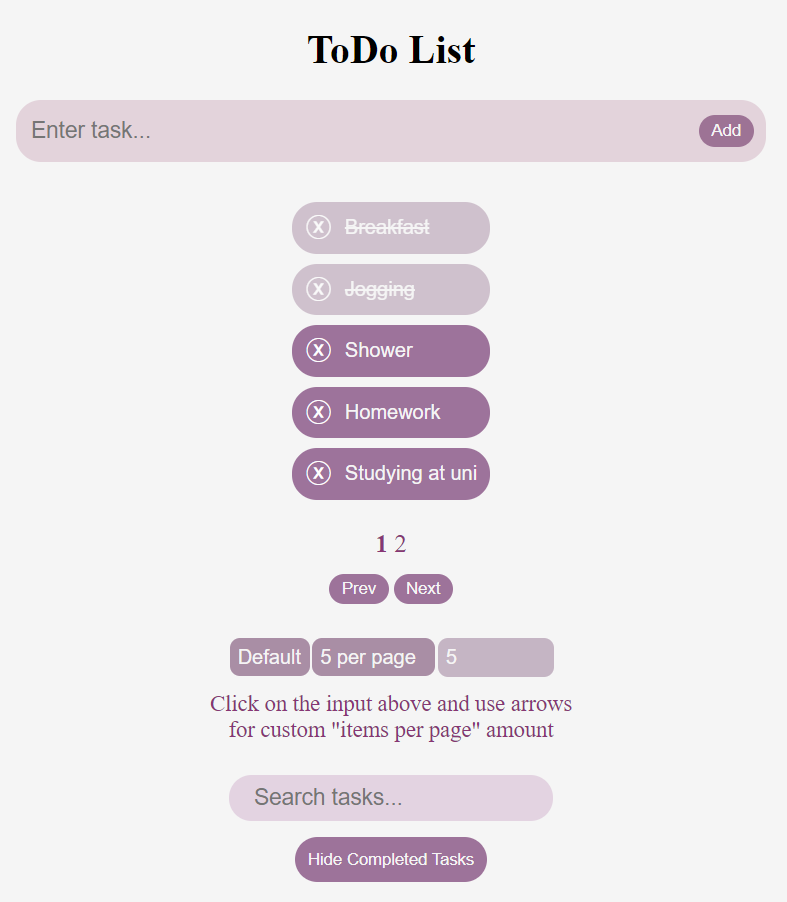 ToDo List
Enter task... Add
X Breakfast
X Jogging
X Shower
X Homework
X Studying at uni
1 2
Prev Next
Default 5 per page 5
Click on the input above and use arrows
for custom "items per page" amount
Search tasks...
Hide Completed Tasks